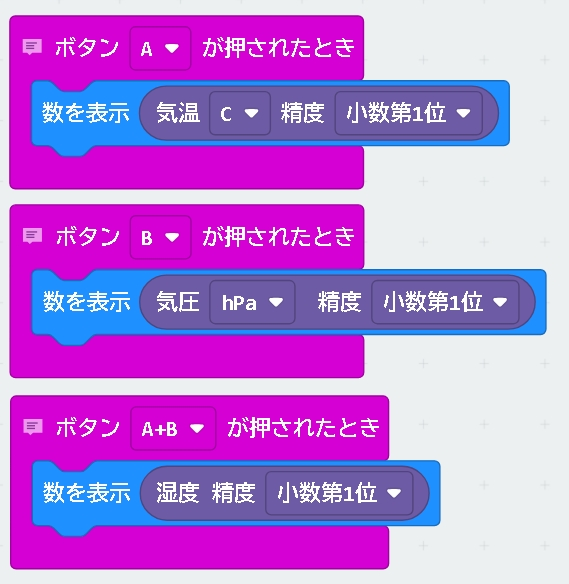 ボタン A が押されたとき
数を表示 気温 C 精度 小数第1位
ボタン B が押されたとき
数を表示 気圧 hPa 精度 小数第1位
ボタン A+B が押されたとき
数を表示 湿度 精度 小数第1位